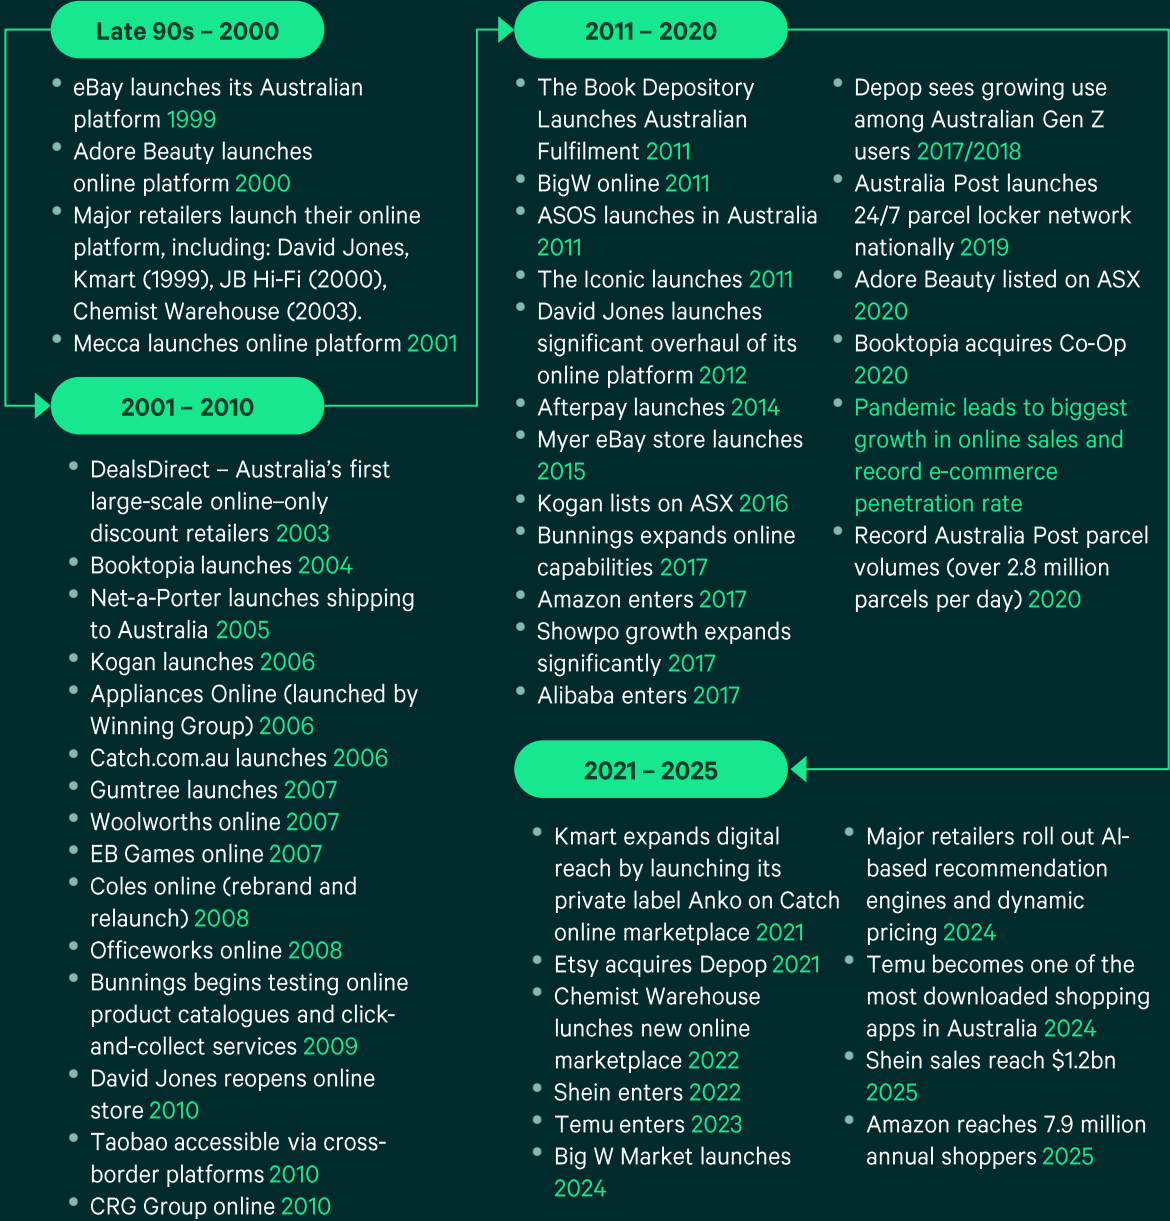 Late 90s – 2000
• eBay launches its Australian
platform 1999
• Adore Beauty launches
online platform 2000
• Major retailers launch their online
platform, including: David Jones,
Kmart (1999), JB Hi-Fi (2000),
Chemist Warehouse (2003).
• Mecca launches online platform 2001
2001 – 2010
• DealsDirect – Australia’s first
large-scale online–only
discount retailers 2003
• Booktopia launches 2004
• Net-a-Porter launches shipping
to Australia 2005
• Kogan launches 2006
• Appliances Online (launched by
Winning Group) 2006
• Catch.com.au launches 2006
• Gumtree launches 2007
• Woolworths online 2007
• EB Games online 2007
• Coles online (rebrand and
relaunch) 2008
• Officeworks online 2008
• Bunnings begins testing online
product catalogues and click-
and-collect services 2009
• David Jones reopens online
store 2010
• Taobao accessible via cross-
border platforms 2010
• CRG Group online 2010
2011 – 2020
• The Book Depository
Launches Australian
Fulfilment 2011
• BigW online 2011
• ASOS launches in Australia
2011
• The Iconic launches 2011
• David Jones launches
significant overhaul of its
online platform 2012
• Afterpay launches 2014
• Myer eBay store launches
2015
• Kogan lists on ASX 2016
• Bunnings expands online
capabilities 2017
• Amazon enters 2017
• Showpo growth expands
significantly 2017
• Alibaba enters 2017
• Depop sees growing use
among Australian Gen Z
users 2017/2018
• Australia Post launches
24/7 parcel locker network
nationally 2019
• Adore Beauty listed on ASX
2020
• Booktopia acquires Co-Op
2020
• Pandemic leads to biggest
growth in online sales and
record e-commerce
penetration rate
• Record Australia Post parcel
volumes (over 2.8 million
parcels per day) 2020
2021 – 2025
• Kmart expands digital
reach by launching its
private label Anko on Catch
online marketplace 2021
• Etsy acquires Depop 2021
• Chemist Warehouse
lunches new online
marketplace 2022
• Shein enters 2022
• Temu enters 2023
• Big W Market launches
2024
• Major retailers roll out AI-
based recommendation
engines and dynamic
pricing 2024
• Temu becomes one of the
most downloaded shopping
apps in Australia 2024
• Shein sales reach $1.2bn
2025
• Amazon reaches 7.9 million
annual shoppers 2025